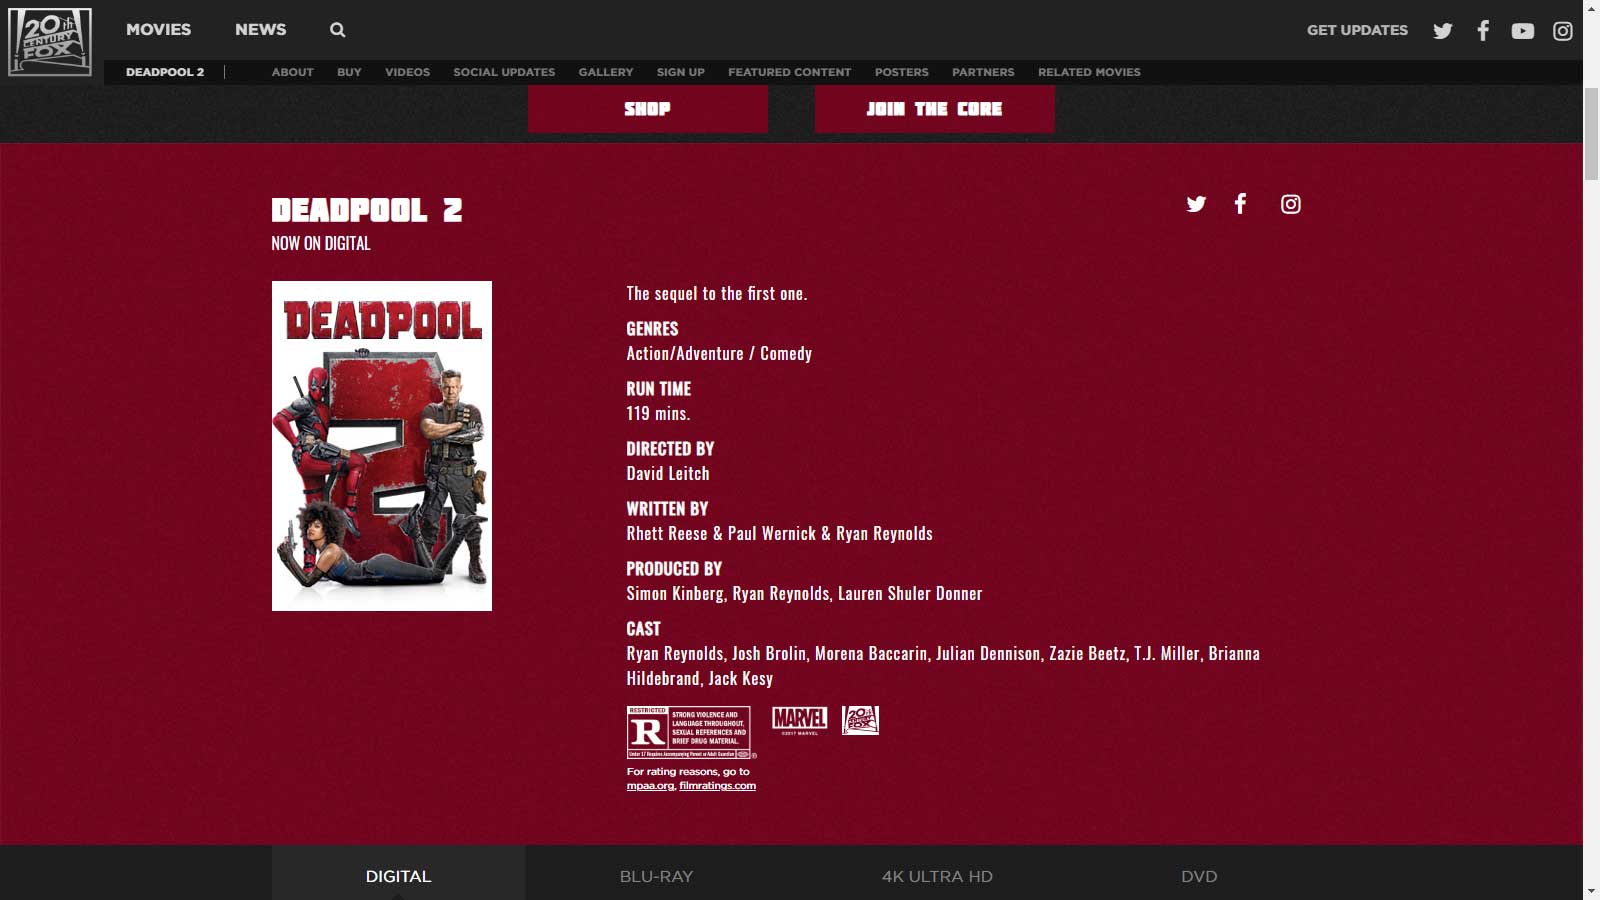 20th
CENTURY
FOX
MOVIES
NEWS
GET UPDATES
DEADPOOL 2
ABOUT
BUY
VIDEOS
SOCIAL UPDATES
GALLERY
SIGN UP
FEATURED CONTENT
POSTERS
PARTNERS
RELATED MOVIES
SHOP
JOIN THE CORE
DEADPOOL 2
NOW ON DIGITAL
DEADPOOL
2
The sequel to the first one.
GENRES
Action/Adventure / Comedy
RUN TIME
119 mins.
DIRECTED BY
David Leitch
WRITTEN BY
Rhett Reese & Paul Wernick & Ryan Reynolds
PRODUCED BY
Simon Kinberg, Ryan Reynolds, Lauren Shuler Donner
CAST
Ryan Reynolds, Josh Brolin, Morena Baccarin, Julian Dennison, Zazie Beetz, T.J. Miller, Brianna
Hildebrand, Jack Kesy
RESTRICTED
R
STRONG VIOLENCE AND
LANGUAGE THROUGHOUT,
SEXUAL REFERENCES AND
BRIEF DRUG MATERIAL.
Under 17 Requires Accompanying Parent or Adult Guardian
®
MARVEL
©2017 MARVEL
20th
CENTURY
FOX
For rating reasons, go to
mpaa.org, filmratings.com
DIGITAL
BLU-RAY
4K ULTRA HD
DVD